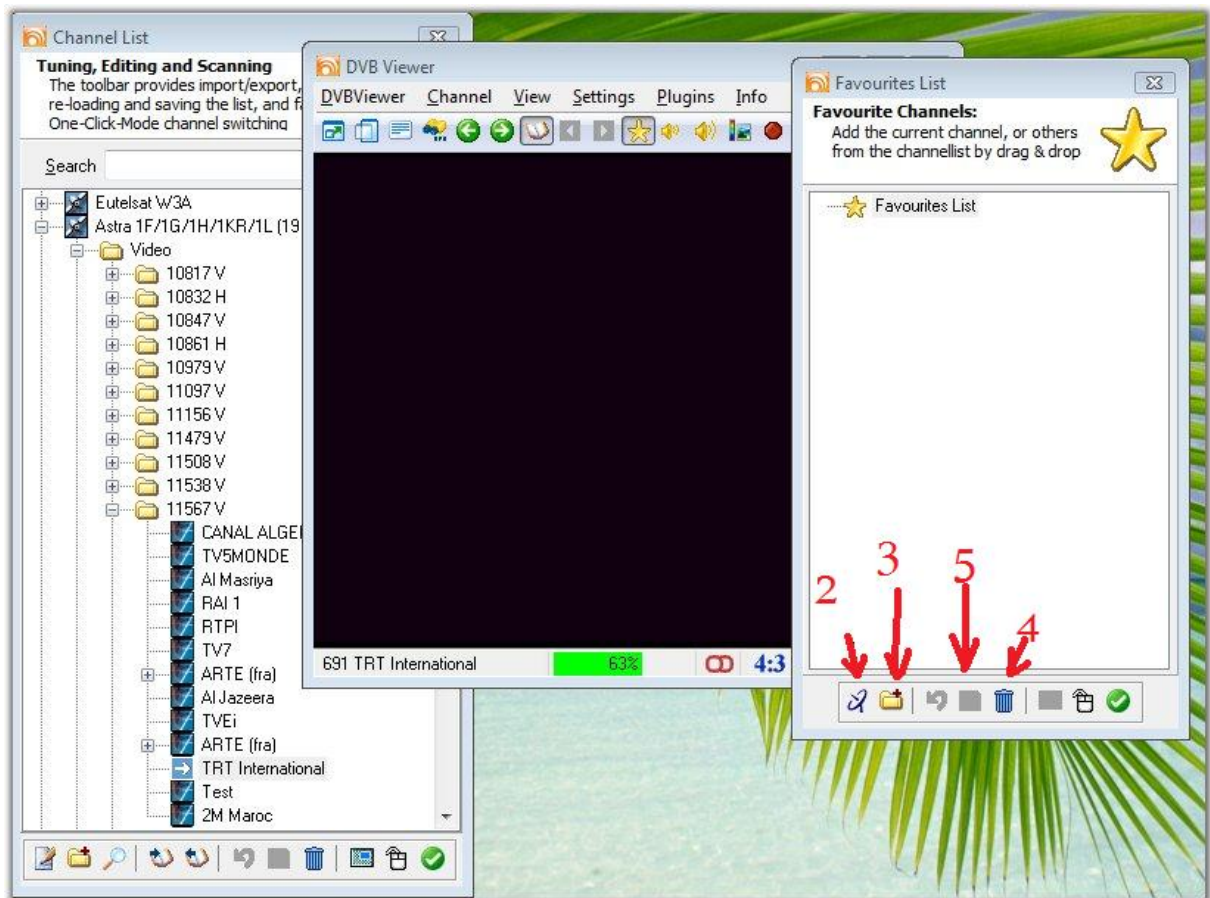 Channel List
Tuning, Editing and Scanning
The toolbar provides import/export,
re-loading and saving the list, and f
One-Click-Mode channel switching
Search
Eutelsat W3A
Astra 1F/1G/1H/1KR/1L (19
Video
10817 V
10832 H
10847 V
10861 H
10979 V
11097 V
11156 V
11479 V
11508 V
11538 V
11567 V
CANAL ALGEI
TV5MONDE
Al Masriya
RAI 1
RTPI
TV7
ARTE (fra)
Al Jazeera
TVEi
ARTE (fra)
TRT International
Test
2M Maroc
DVB Viewer
DVBViewer Channel View Settings Plugins Info
691 TRT International 63% 4:3
Favourites List
Favourite Channels:
Add the current channel, or others
from the channellist by drag & drop
Favourites List
2 3 5 4